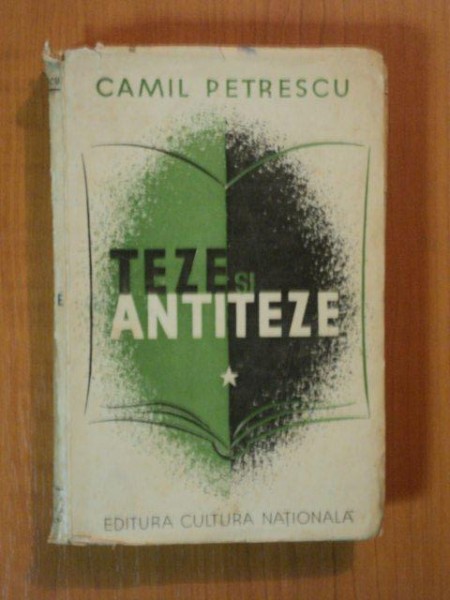 CAMIL PETRESCU
TEZE ȘI
ANTITEZE
EDITURA CULTURA NAȚIONALĂ